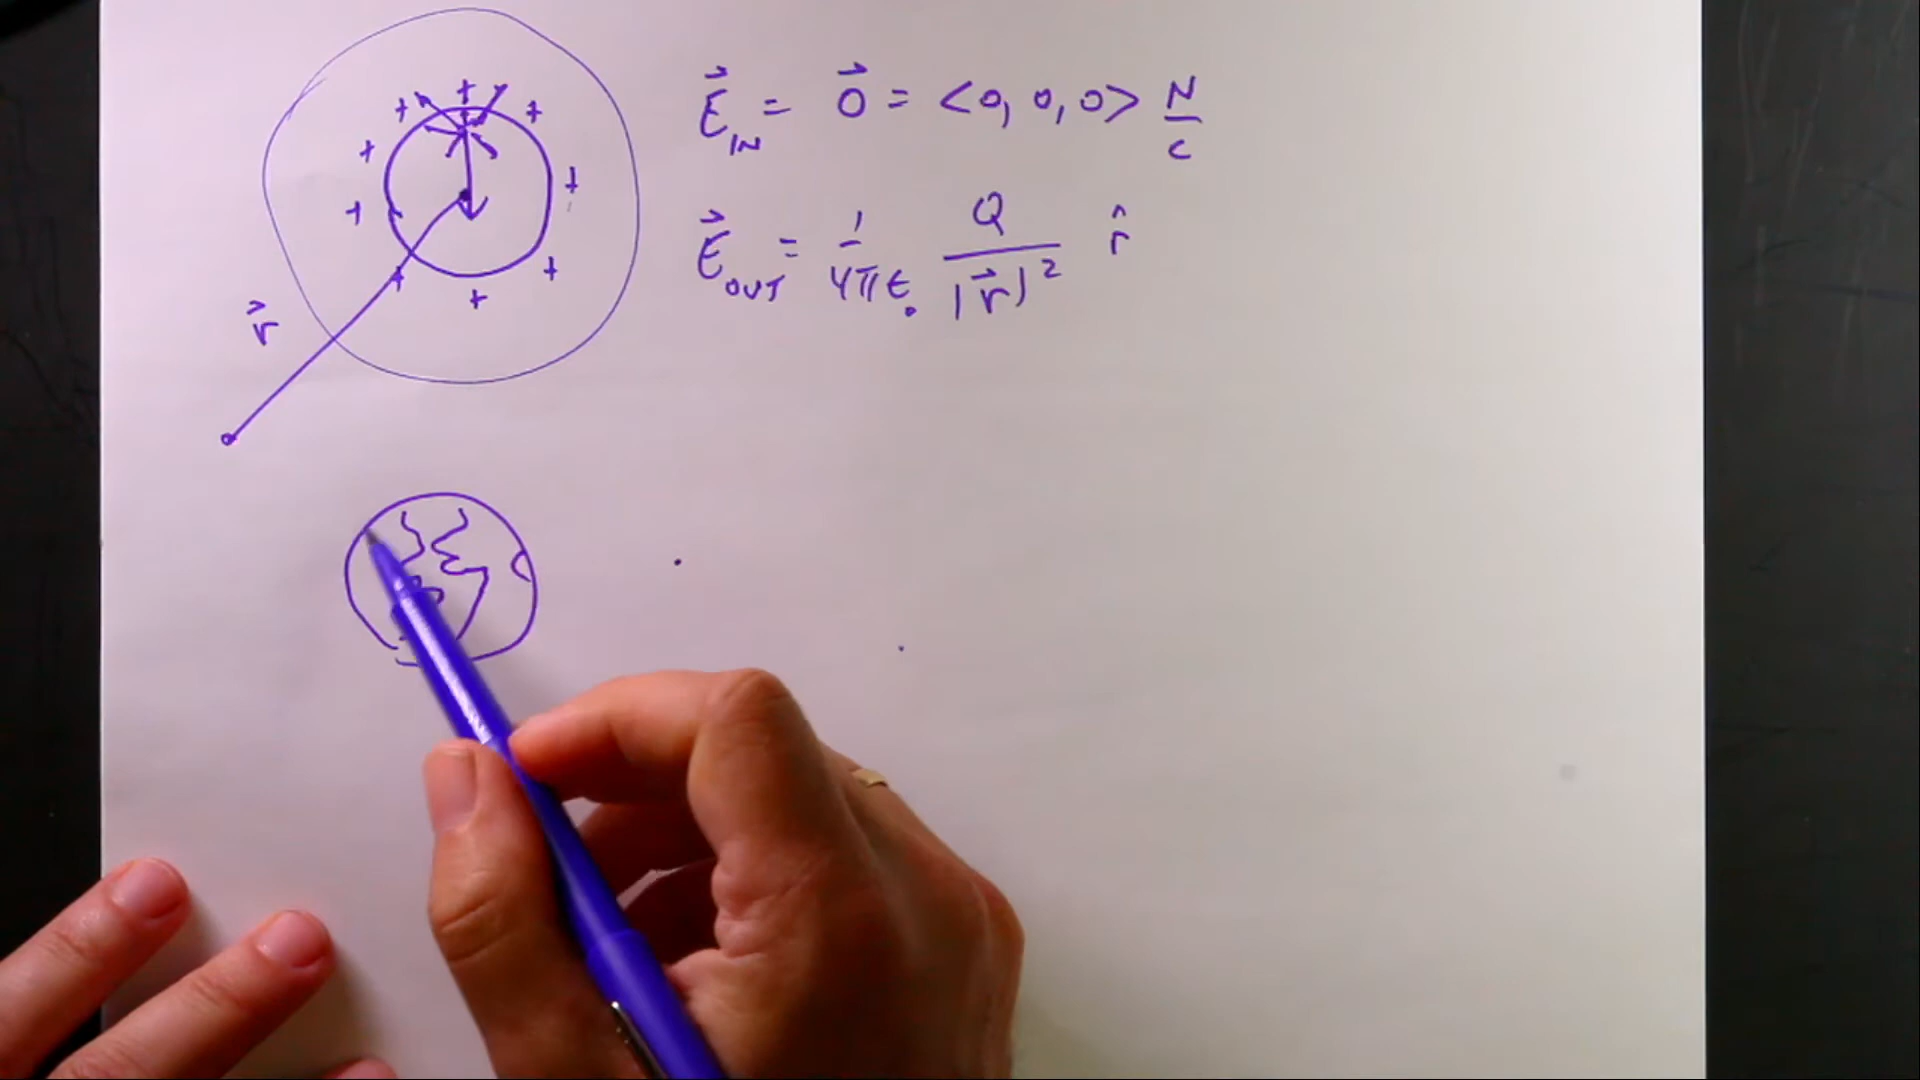 + + + + + + + + + +
E⃗_IN = 0⃗ = <0, 0, 0> N/C
E⃗_OUT = 1/4πε₀ Q/|r⃗|² r̂
r⃗